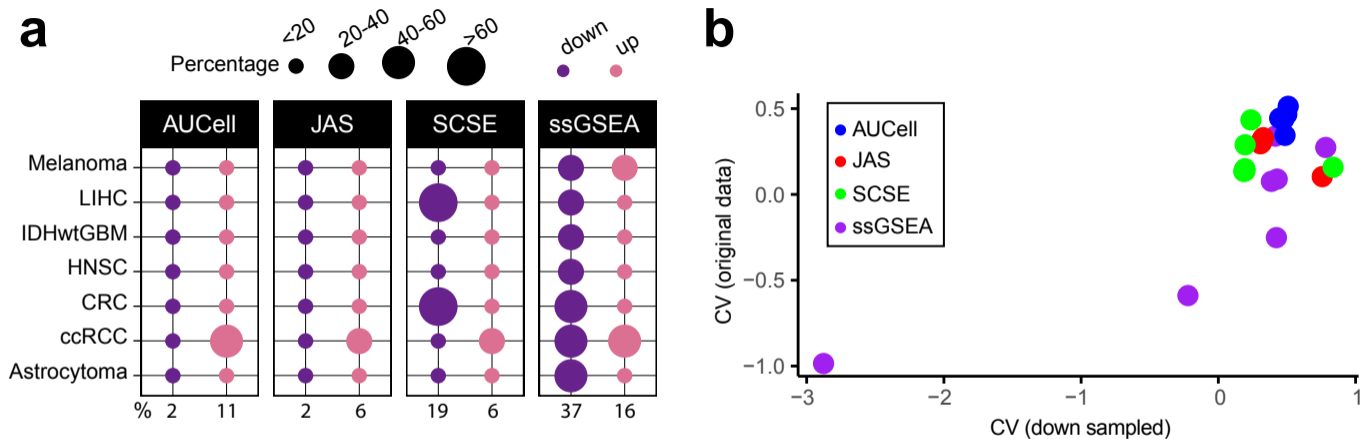 a
Percentage <20 20-40 40-60 >60 down up
AUCell JAS SCSE ssGSEA
Melanoma
LIHC
IDHwtGBM
HNSC
CRC
ccRCC
Astrocytoma
% 2 11 2 6 19 6 37 16
b
CV (original data)
0.5
0.0
−0.5
−1.0
AUCell
JAS
SCSE
ssGSEA
−3 −2 −1 0 1
CV (down sampled)